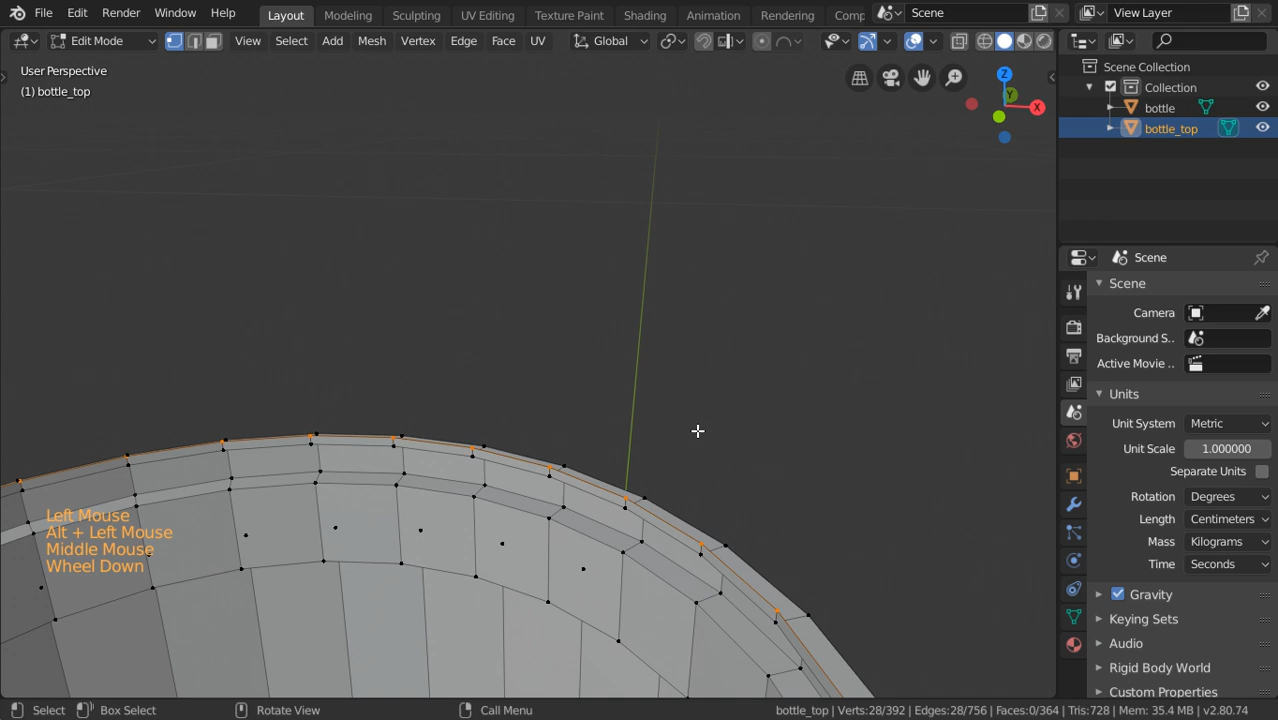 File Edit Render Window Help Layout Modeling Sculpting UV Editing Texture Paint Shading Animation Rendering Comp Scene View Layer
Edit Mode View Select Add Mesh Vertex Edge Face UV Global
User Perspective
(1) bottle_top
Z
Y
X
Scene Collection
Collection
bottle
bottle_top
Scene
Scene
Camera
Background S..
Active Movie ..
Units
Unit System Metric
Unit Scale 1.000000
Separate Units
Rotation Degrees
Length Centimeters
Mass Kilograms
Time Seconds
Gravity
Keying Sets
Audio
Rigid Body World
Custom Properties
Left Mouse
Alt + Left Mouse
Middle Mouse
Wheel Down
Select Box Select Rotate View Call Menu bottle_top | Verts:28/392 | Edges:28/756 | Faces:0/364 | Tris:728 | Mem: 35.4 MB | v2.80.74